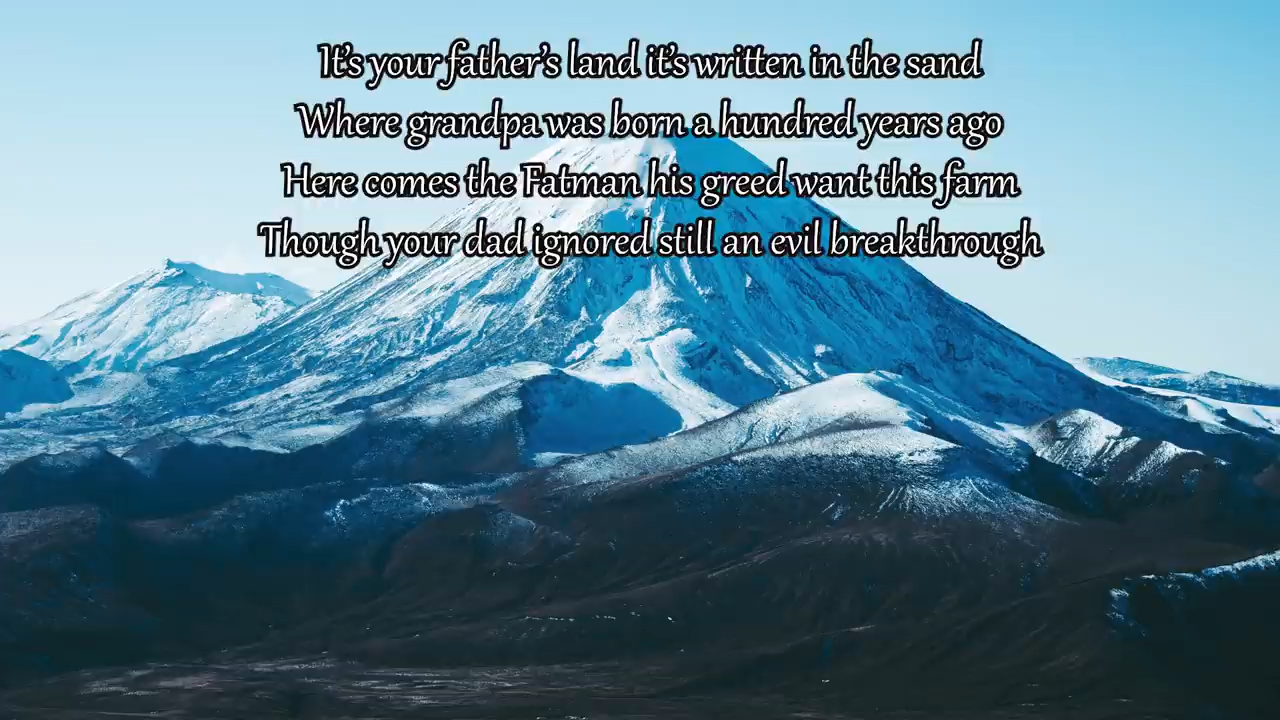 It's your father's land it's written in the sand
Where grandpa was born a hundred years ago
Here comes the Fatman his greed want this farm
Though your dad ignored still an evil breakthrough